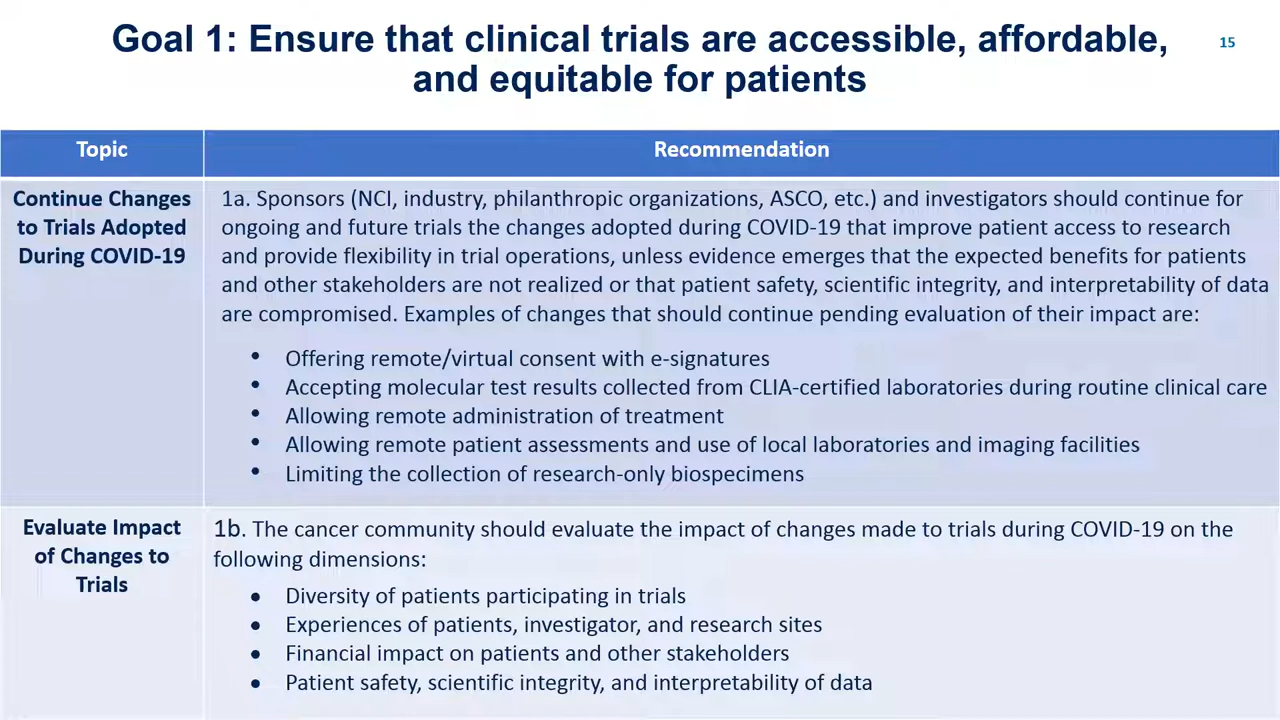 Goal 1: Ensure that clinical trials are accessible, affordable,
and equitable for patients
15
Topic
Recommendation
Continue Changes
to Trials Adopted
During COVID-19
1a. Sponsors (NCI, industry, philanthropic organizations, ASCO, etc.) and investigators should continue for
ongoing and future trials the changes adopted during COVID-19 that improve patient access to research
and provide flexibility in trial operations, unless evidence emerges that the expected benefits for patients
and other stakeholders are not realized or that patient safety, scientific integrity, and interpretability of data
are compromised. Examples of changes that should continue pending evaluation of their impact are:
• Offering remote/virtual consent with e-signatures
• Accepting molecular test results collected from CLIA-certified laboratories during routine clinical care
• Allowing remote administration of treatment
• Allowing remote patient assessments and use of local laboratories and imaging facilities
• Limiting the collection of research-only biospecimens
Evaluate Impact
of Changes to
Trials
1b. The cancer community should evaluate the impact of changes made to trials during COVID-19 on the
following dimensions:
• Diversity of patients participating in trials
• Experiences of patients, investigator, and research sites
• Financial impact on patients and other stakeholders
• Patient safety, scientific integrity, and interpretability of data